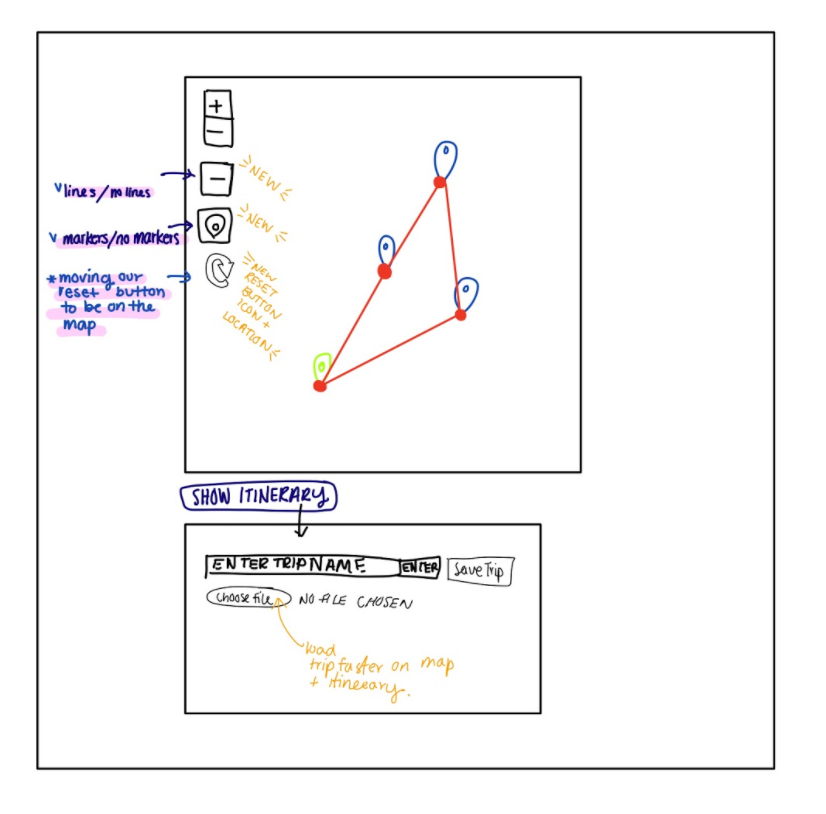 +
−
−
lines/no lines
NEW
markers/no markers
NEW
*moving our
reset button
to be on the
map
NEW
RESET
BUTTON
ICON +
LOCATION
SHOW ITINERARY
ENTER TRIP NAME ENTER Save Trip
Choose file NO FILE CHOSEN
load
trip faster on map
+ itinerary.